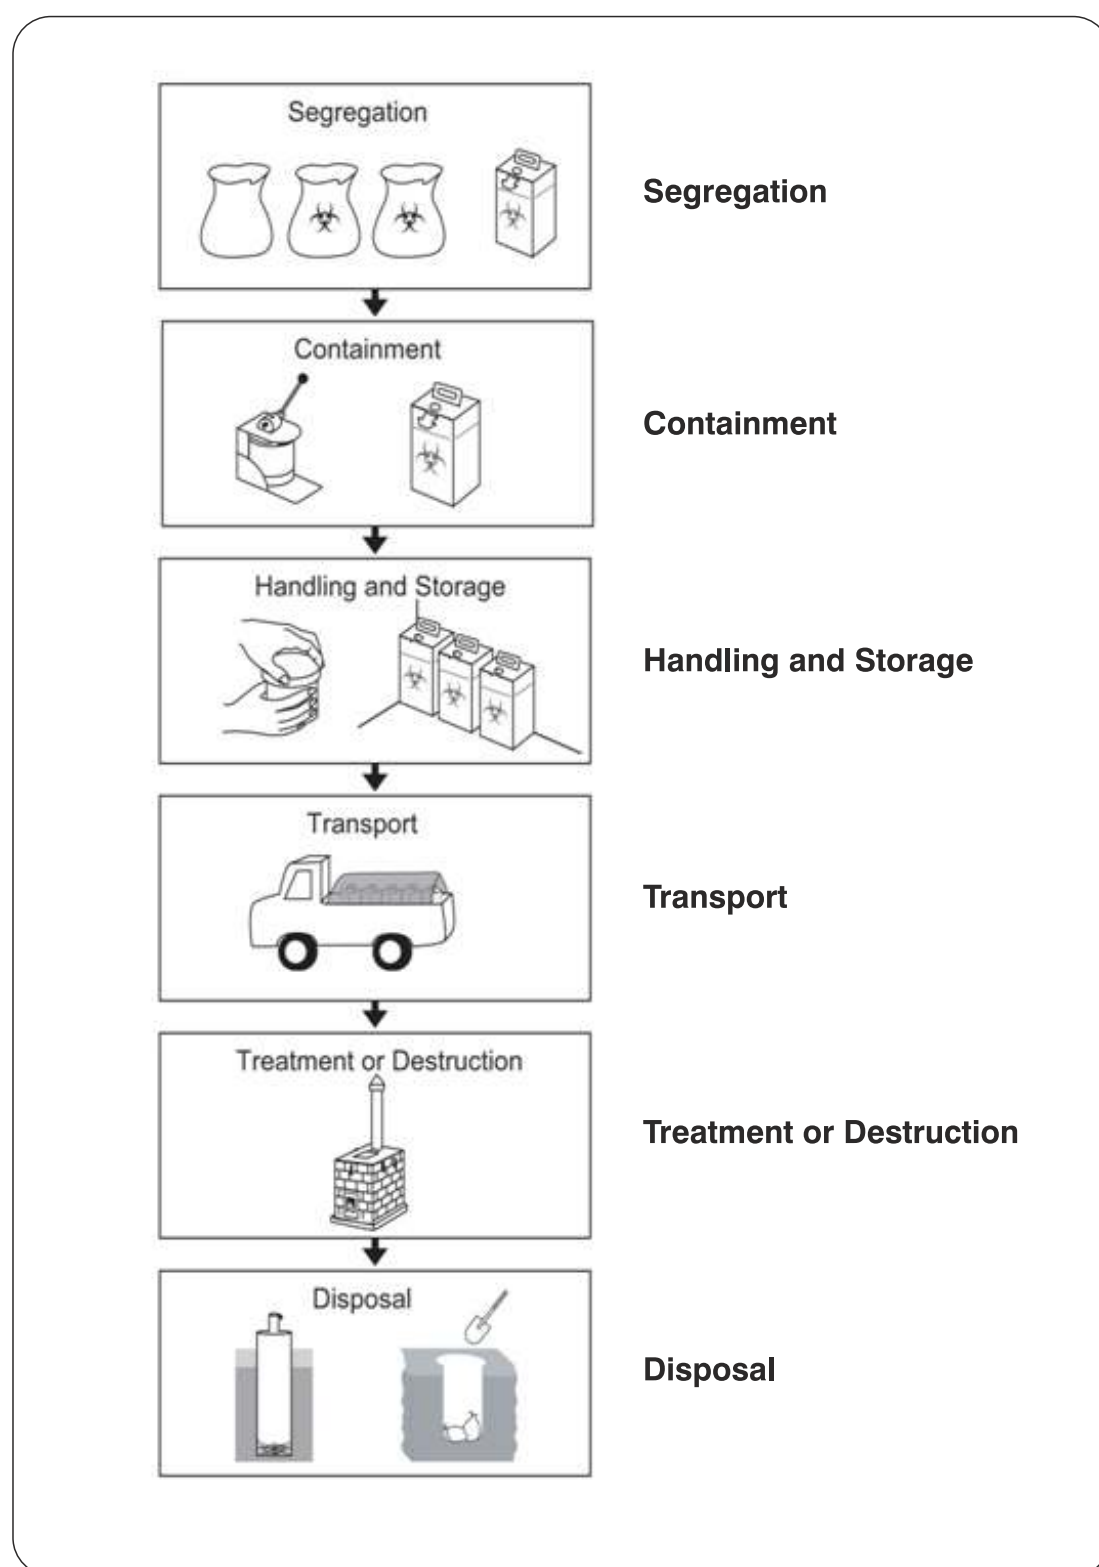 Segregation
Segregation
Containment
Containment
Handling and Storage
Handling and Storage
Transport
Transport
Treatment or Destruction
Treatment or Destruction
Disposal
Disposal